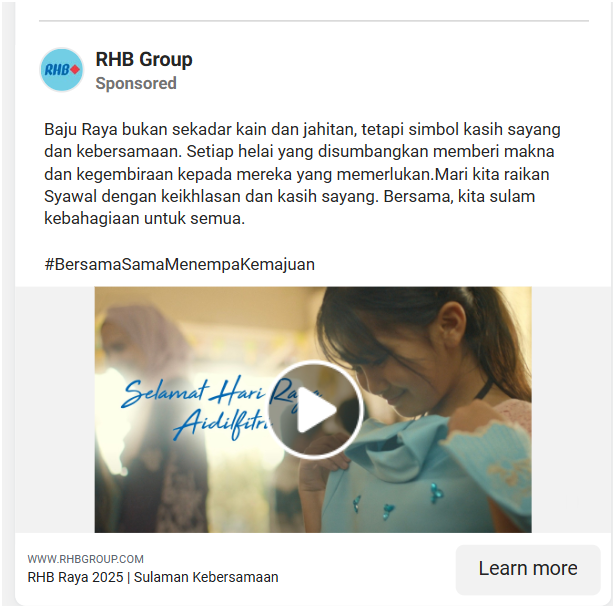 RHB
RHB Group
Sponsored
Baju Raya bukan sekadar kain dan jahitan, tetapi simbol kasih sayang
dan kebersamaan. Setiap helai yang disumbangkan memberi makna
dan kegembiraan kepada mereka yang memerlukan.Mari kita raikan
Syawal dengan keikhlasan dan kasih sayang. Bersama, kita sulam
kebahagiaan untuk semua.
#BersamaSamaMenempaKemajuan
Selamat Hari Raya
Aidilfitri
WWW.RHBGROUP.COM
RHB Raya 2025 | Sulaman Kebersamaan
Learn more